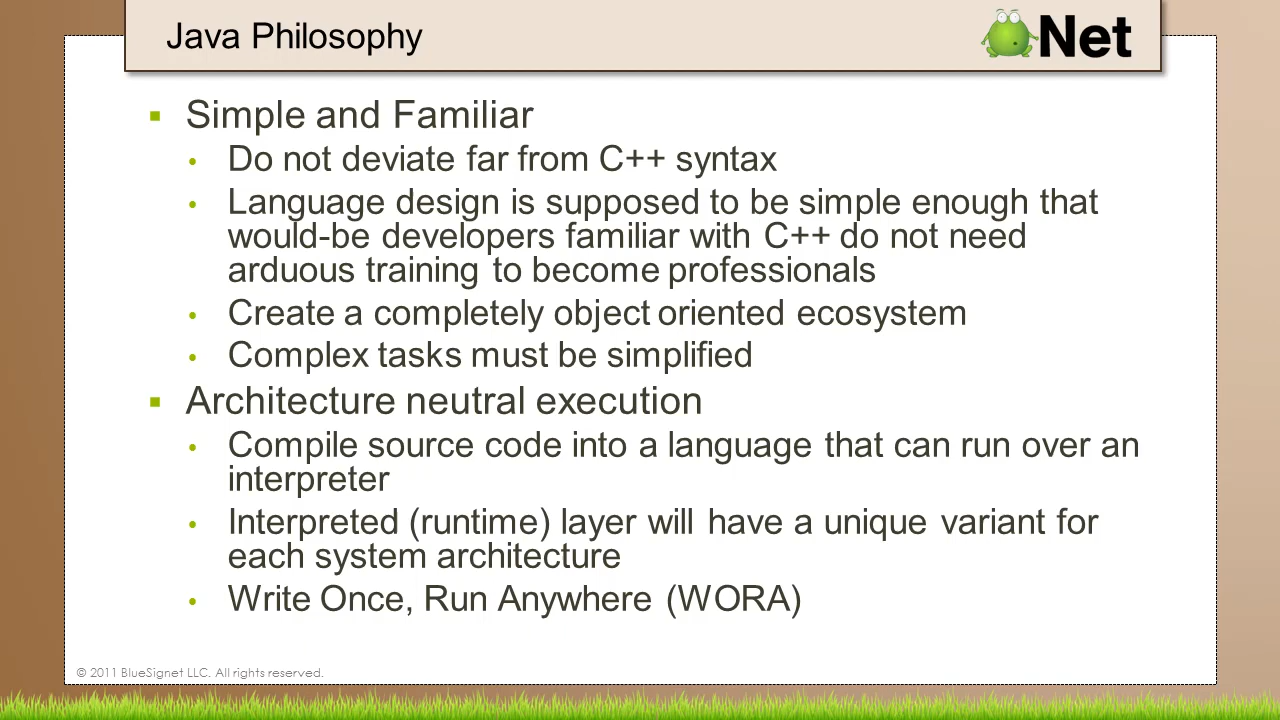 Java Philosophy
Net
Simple and Familiar
Do not deviate far from C++ syntax
Language design is supposed to be simple enough that
would-be developers familiar with C++ do not need
arduous training to become professionals
Create a completely object oriented ecosystem
Complex tasks must be simplified
Architecture neutral execution
Compile source code into a language that can run over an
interpreter
Interpreted (runtime) layer will have a unique variant for
each system architecture
Write Once, Run Anywhere (WORA)
© 2011 BlueSignet LLC. All rights reserved.